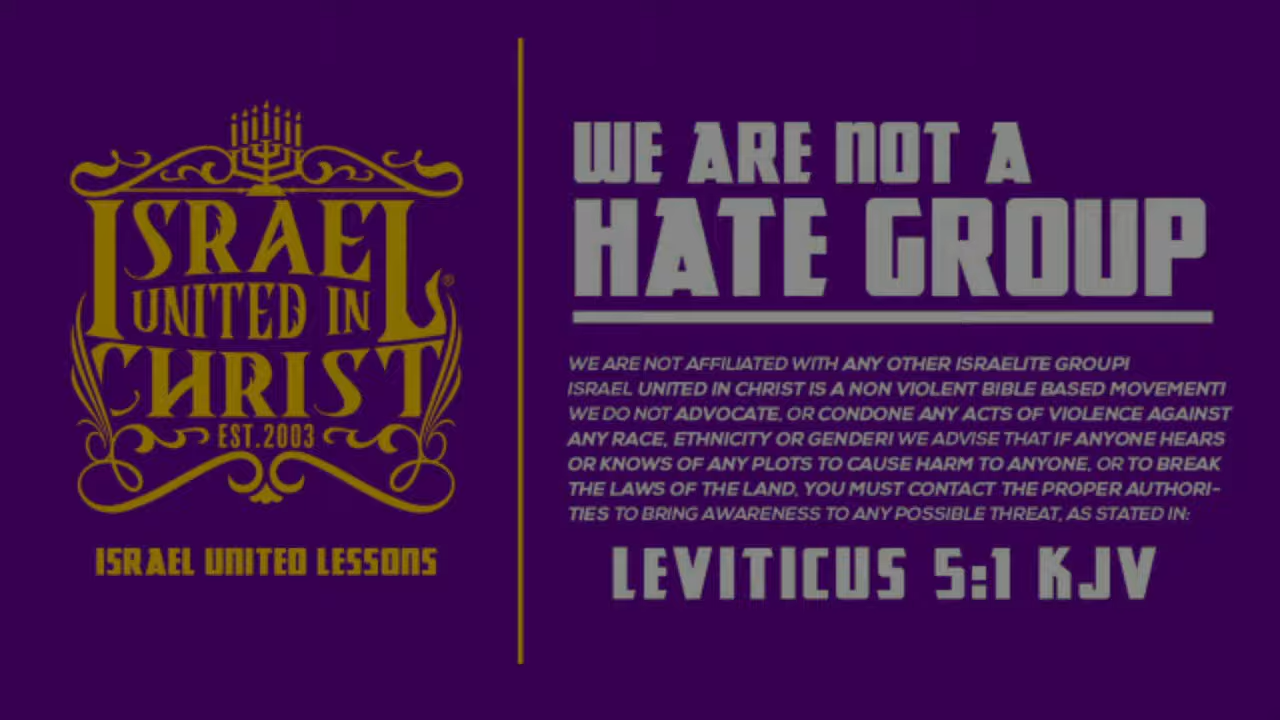 ISRAEL
UNITED IN
CHRIST
®
EST.2003
ISRAEL UNITED LESSONS
WE ARE NOT A
HATE GROUP
WE ARE NOT AFFILIATED WITH ANY OTHER ISRAELITE GROUP!
ISRAEL UNITED IN CHRIST IS A NON VIOLENT BIBLE BASED MOVEMENT!
WE DO NOT ADVOCATE, OR CONDONE ANY ACTS OF VIOLENCE AGAINST
ANY RACE, ETHNICITY OR GENDER! WE ADVISE THAT IF ANYONE HEARS
OR KNOWS OF ANY PLOTS TO CAUSE HARM TO ANYONE, OR TO BREAK
THE LAWS OF THE LAND, YOU MUST CONTACT THE PROPER AUTHORI-
TIES TO BRING AWARENESS TO ANY POSSIBLE THREAT, AS STATED IN:
LEVITICUS 5:1 KJV